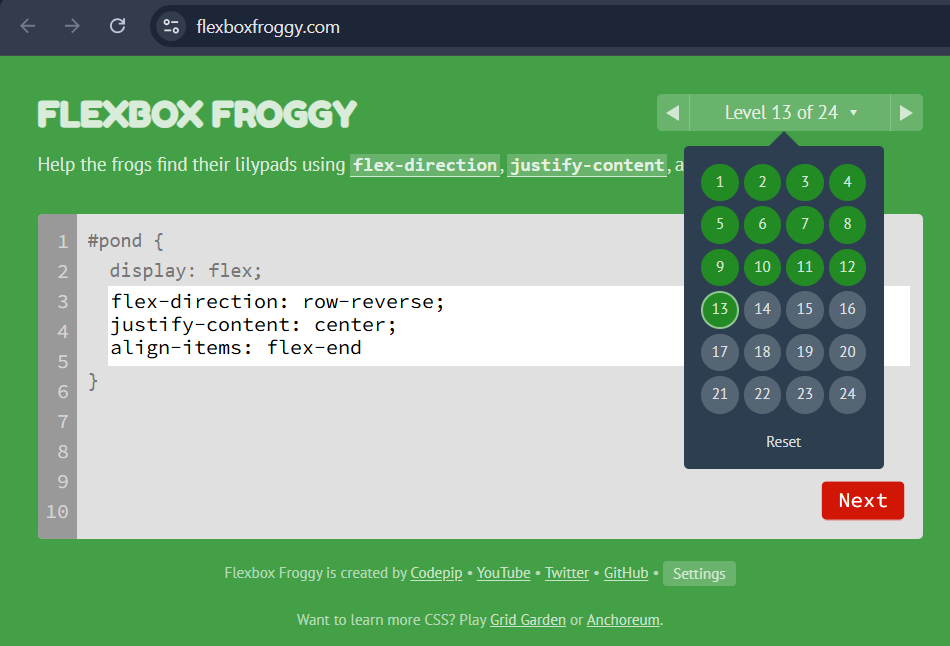 flexboxfroggy.com
FLEXBOX FROGGY
Level 13 of 24
Help the frogs find their lilypads using flex-direction, justify-content, a
1 2 3 4
5 6 7 8
9 10 11 12
13 14 15 16
17 18 19 20
21 22 23 24
Reset
1 #pond {
2 display: flex;
3 flex-direction: row-reverse;
4 justify-content: center;
5 align-items: flex-end
6 }
7
8
9
10
Next
Flexbox Froggy is created by Codepip • YouTube • Twitter • GitHub • Settings
Want to learn more CSS? Play Grid Garden or Anchoreum.